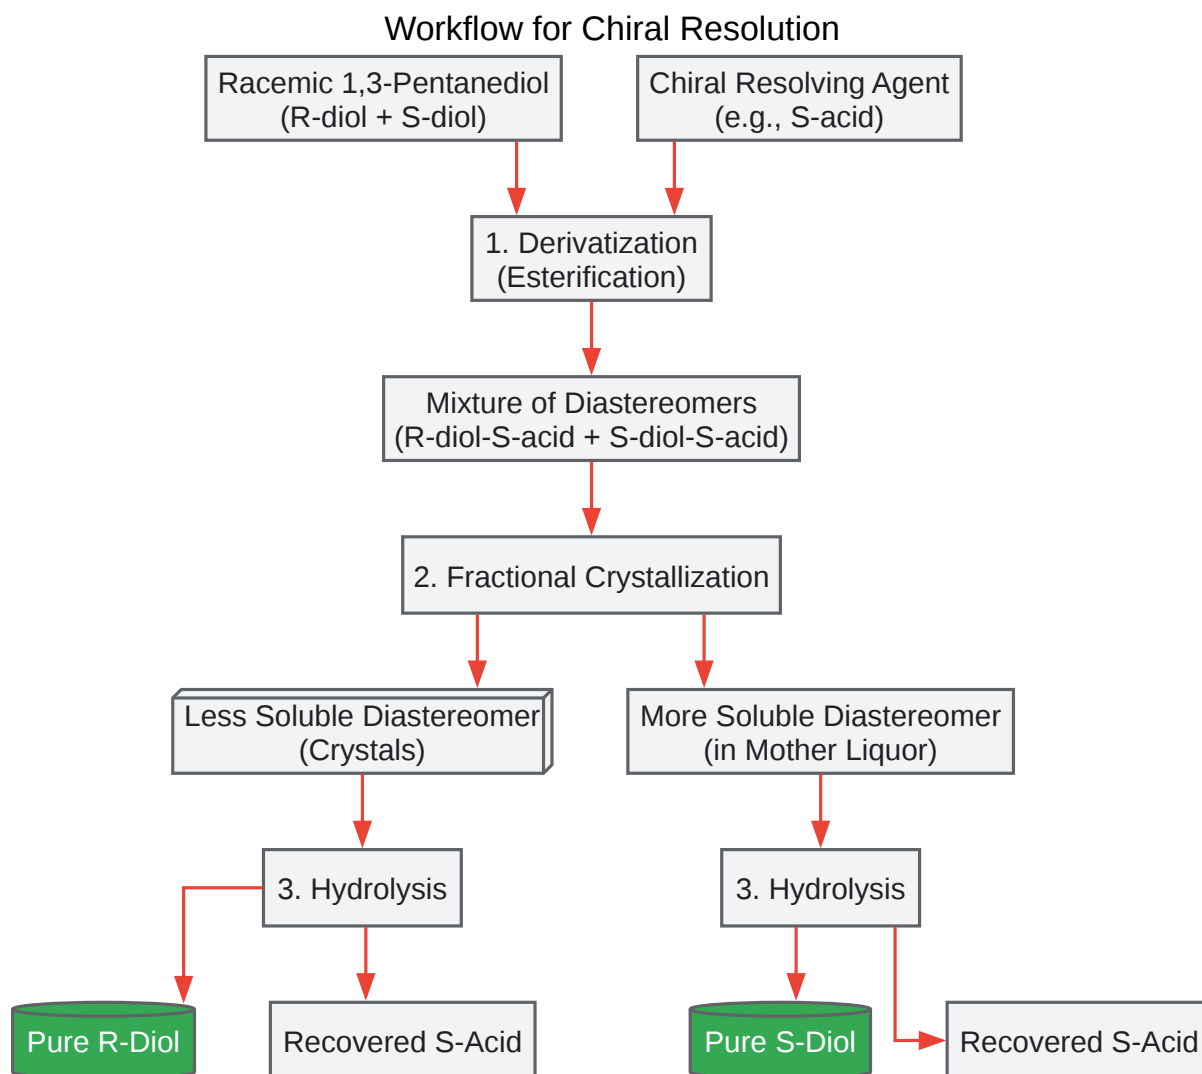 Workflow for Chiral Resolution
Racemic 1,3-Pentanediol
(R-diol + S-diol)
Chiral Resolving Agent
(e.g., S-acid)
1. Derivatization
(Esterification)
Mixture of Diastereomers
(R-diol-S-acid + S-diol-S-acid)
2. Fractional Crystallization
Less Soluble Diastereomer
(Crystals)
More Soluble Diastereomer
(in Mother Liquor)
3. Hydrolysis
3. Hydrolysis
Pure R-Diol
Recovered S-Acid
Pure S-Diol
Recovered S-Acid